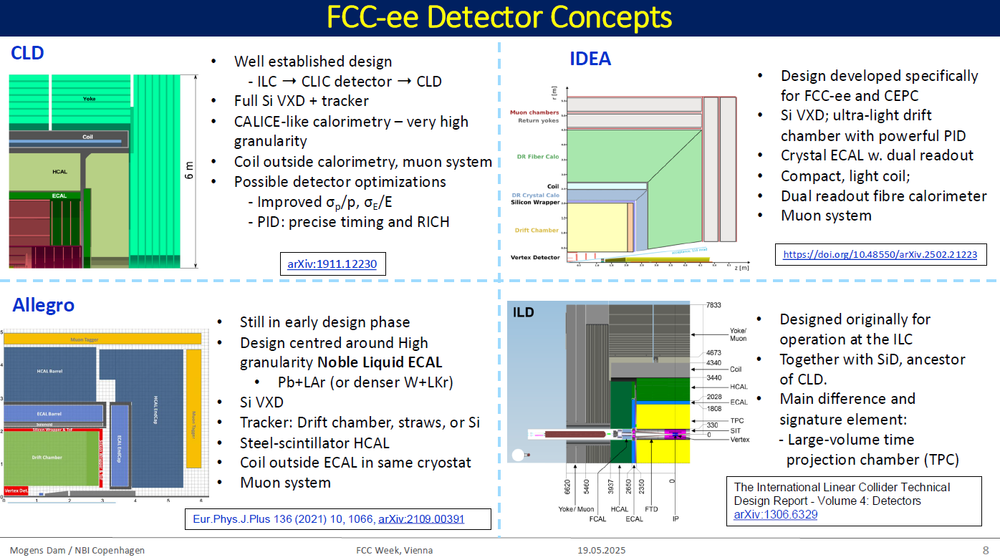 FCC-ee Detector Concepts
CLD
Yoke
Coil
HCAL
ECAL
6 m
• Well established design
- ILC → CLIC detector → CLD
• Full Si VXD + tracker
• CALICE-like calorimetry – very high
granularity
• Coil outside calorimetry, muon system
• Possible detector optimizations
- Improved σp/p, σE/E
- PID: precise timing and RICH
arXiv:1911.12230
IDEA
r [m]
Muon chambers
Return yokes
DR Fiber Calo
Coil
DR Crystal Calo
Silicon Wrapper
Drift Chamber
Vertex Detector
z [m]
• Design developed specifically
for FCC-ee and CEPC
• Si VXD; ultra-light drift
chamber with powerful PID
• Crystal ECAL w. dual readout
• Compact, light coil;
• Dual readout fibre calorimeter
• Muon system
https://doi.org/10.48550/arXiv.2502.21223
Allegro
5
4
3
2
1
0
Muon Tagger
HCAL Barrel
HCAL EndCap
Muon Tagger
ECAL Barrel
Solenoid
Silicon Wrapper & ToF
ECAL EndCap
Drift Chamber
Silicon Wrapper & ToF
Vertex Det.
0 1 2 3 4 5 6
• Still in early design phase
• Design centred around High
granularity Noble Liquid ECAL
• Pb+LAr (or denser W+LKr)
• Si VXD
• Tracker: Drift chamber, straws, or Si
• Steel-scintillator HCAL
• Coil outside ECAL in same cryostat
• Muon system
Eur.Phys.J.Plus 136 (2021) 10, 1066, arXiv:2109.00391
ILD
7833
Yoke/
Muon
4673
4340
Coil
3440
HCAL
2028
ECAL
1808
TPC
330
SIT
0
Vertex
6620
5460
3937
2650
2350
0
Yoke/ Muon
HCAL
FTD
FCAL
ECAL
IP
• Designed originally for
operation at the ILC
• Together with SiD, ancestor
of CLD.
• Main difference and
signature element:
- Large-volume time
projection chamber (TPC)
The International Linear Collider Technical
Design Report - Volume 4: Detectors
arXiv:1306.6329
Mogens Dam / NBI Copenhagen
FCC Week, Vienna
19.05.2025
8